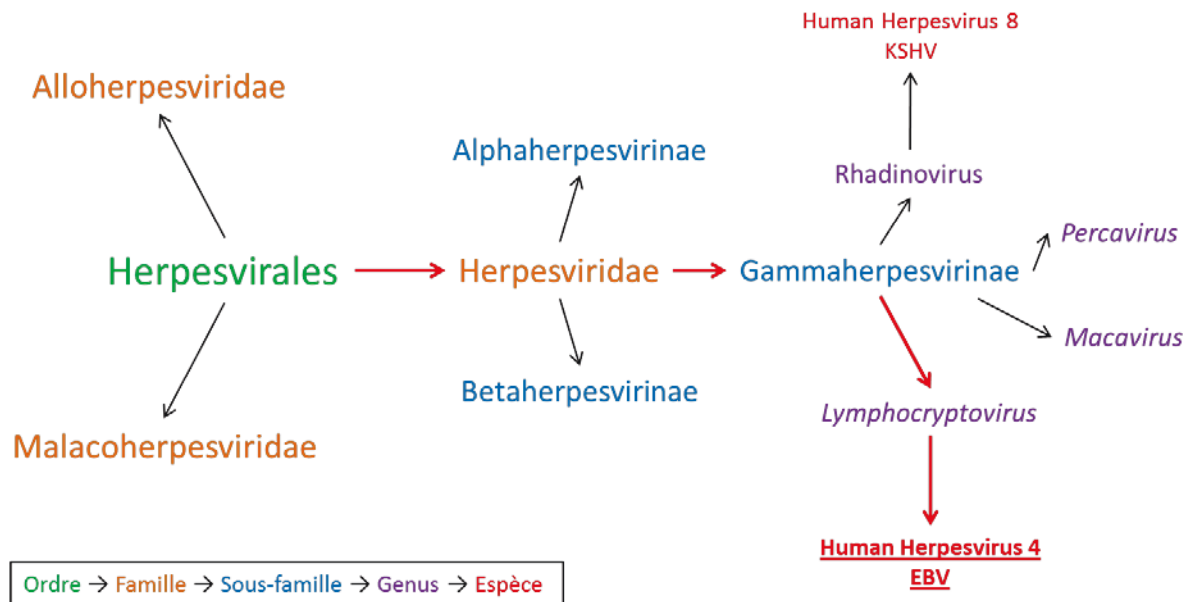 Human Herpesvirus 8
KSHV
Alloherpesviridae
Alphaherpesvirinae
Rhadinovirus
Percavirus
Herpesvirales
Herpesviridae
Gammaherpesvirinae
Macavirus
Betaherpesvirinae
Lymphocryptovirus
Malacoherpesviridae
Human Herpesvirus 4
EBV
Ordre → Famille → Sous-famille → Genus → Espèce